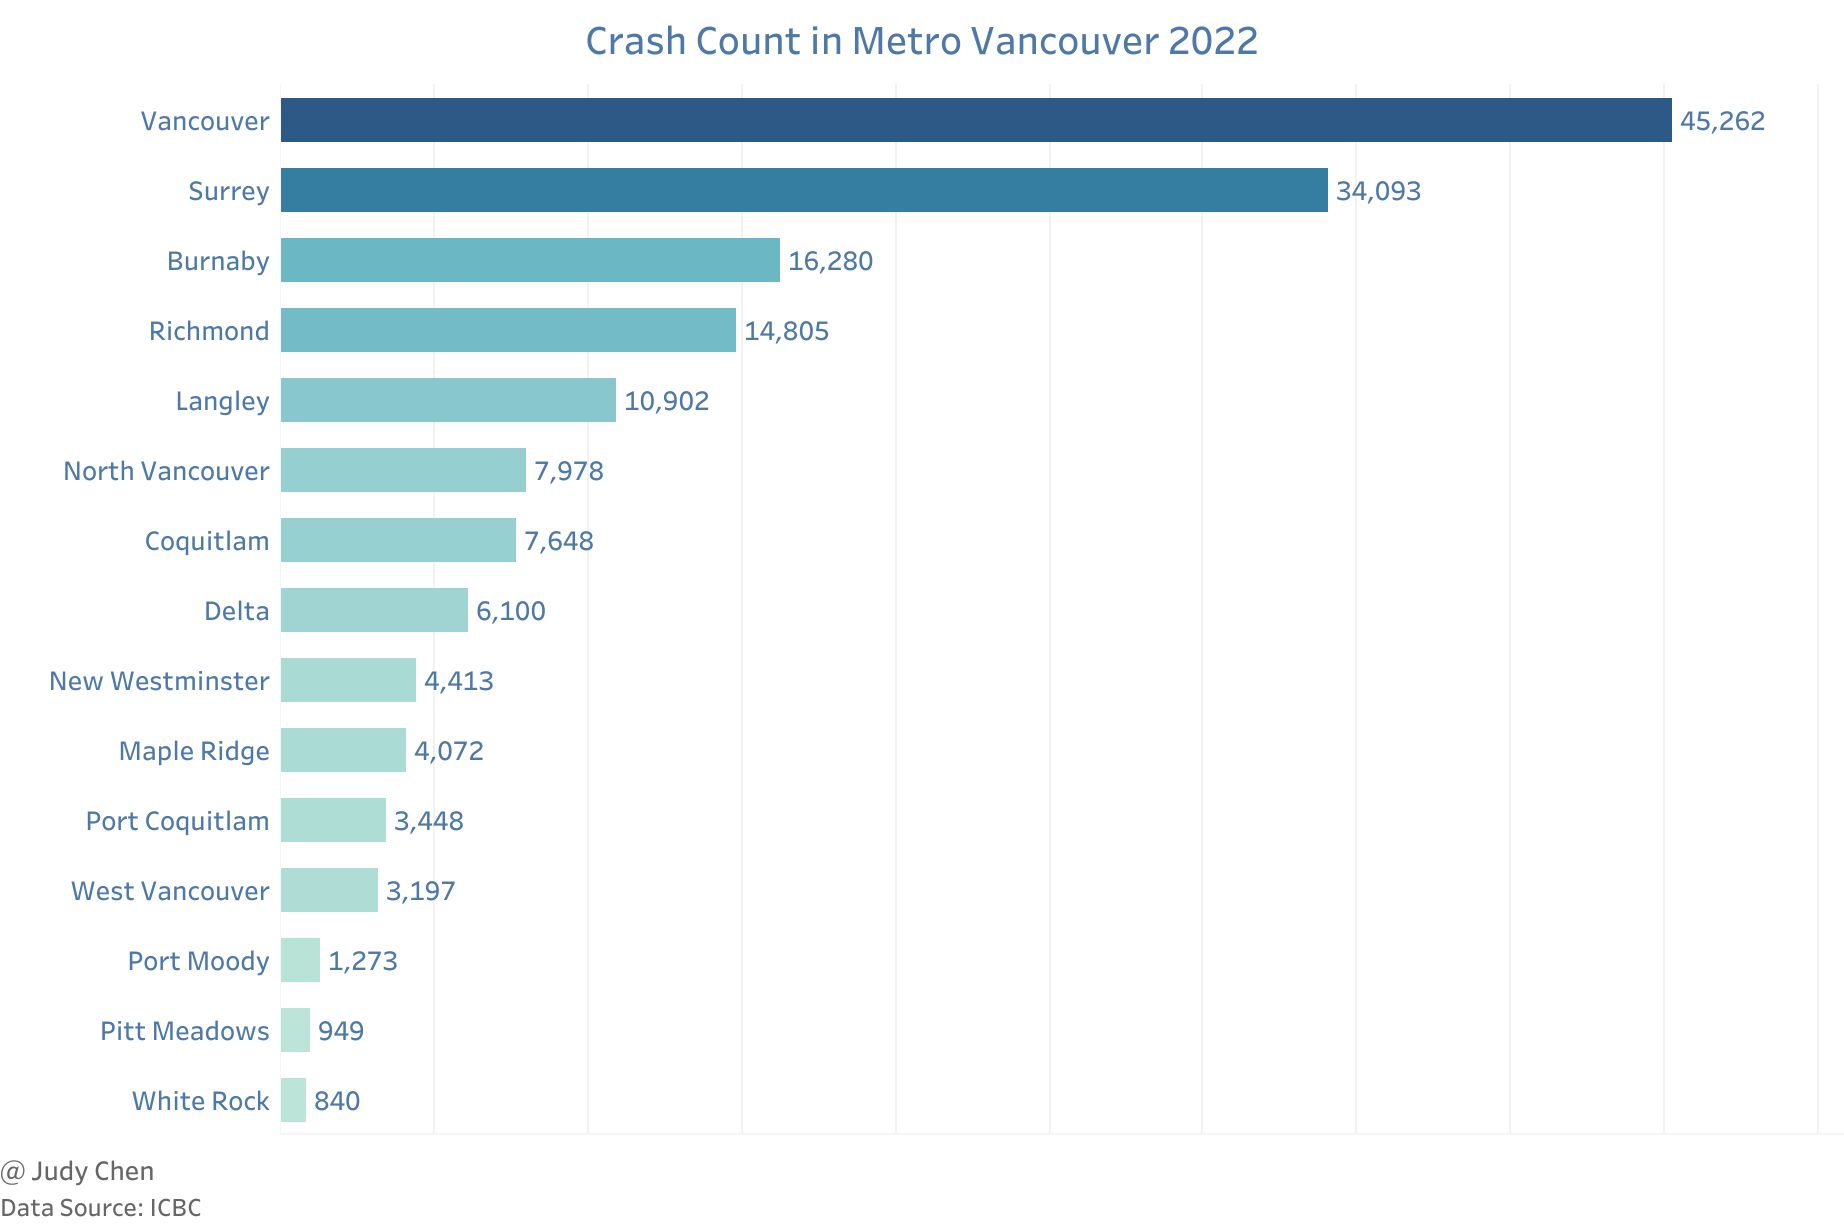 Crash Count in Metro Vancouver 2022
Vancouver 45,262
Surrey 34,093
Burnaby 16,280
Richmond 14,805
Langley 10,902
North Vancouver 7,978
Coquitlam 7,648
Delta 6,100
New Westminster 4,413
Maple Ridge 4,072
Port Coquitlam 3,448
West Vancouver 3,197
Port Moody 1,273
Pitt Meadows 949
White Rock 840
@ Judy Chen
Data Source: ICBC